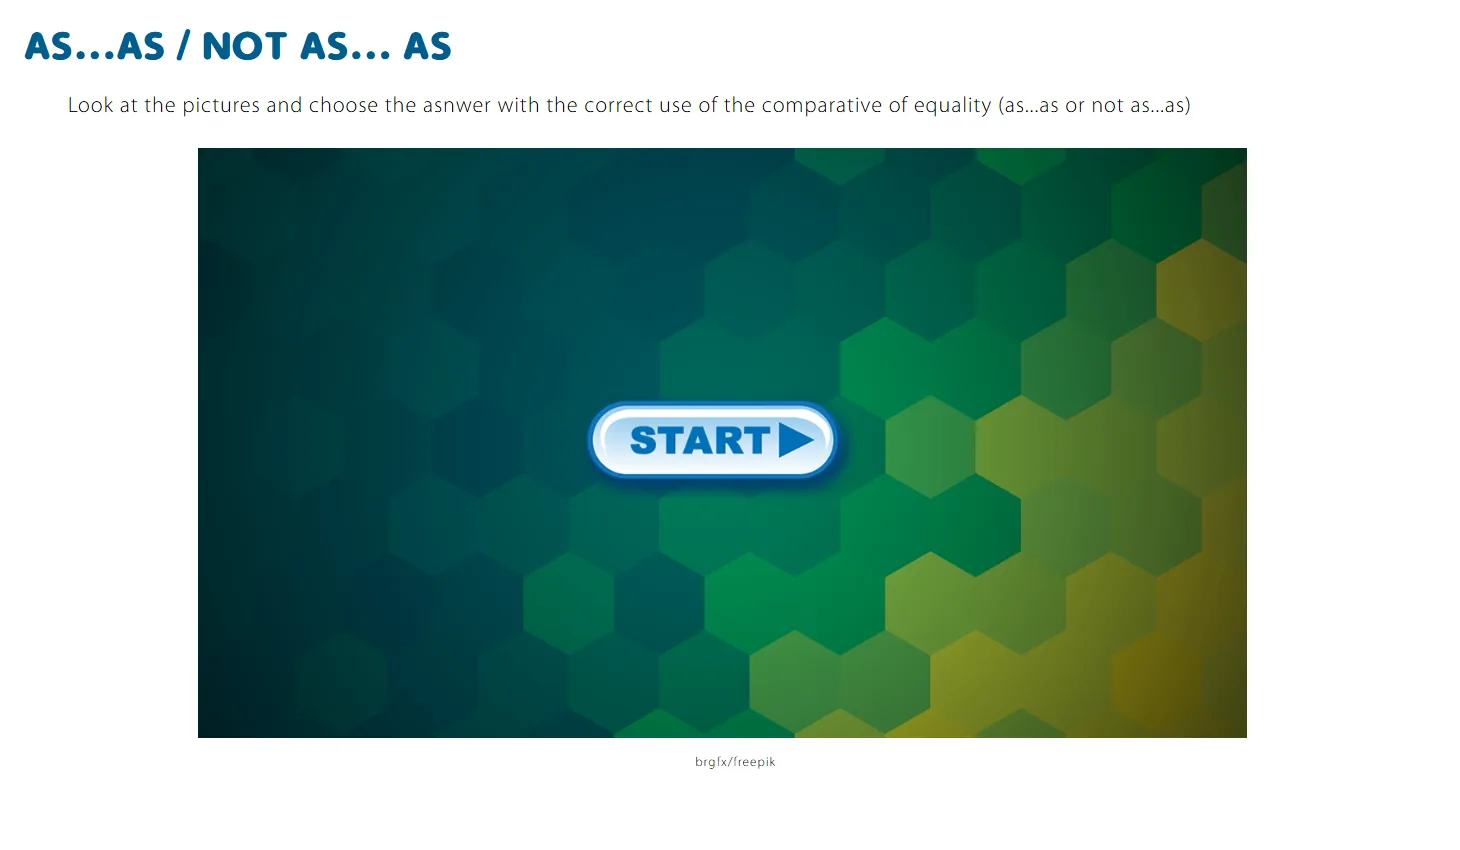 AS...AS / NOT AS... AS
Look at the pictures and choose the asnwer with the correct use of the comparative of equality (as...as or not as...as)
START
brgfx/freepik